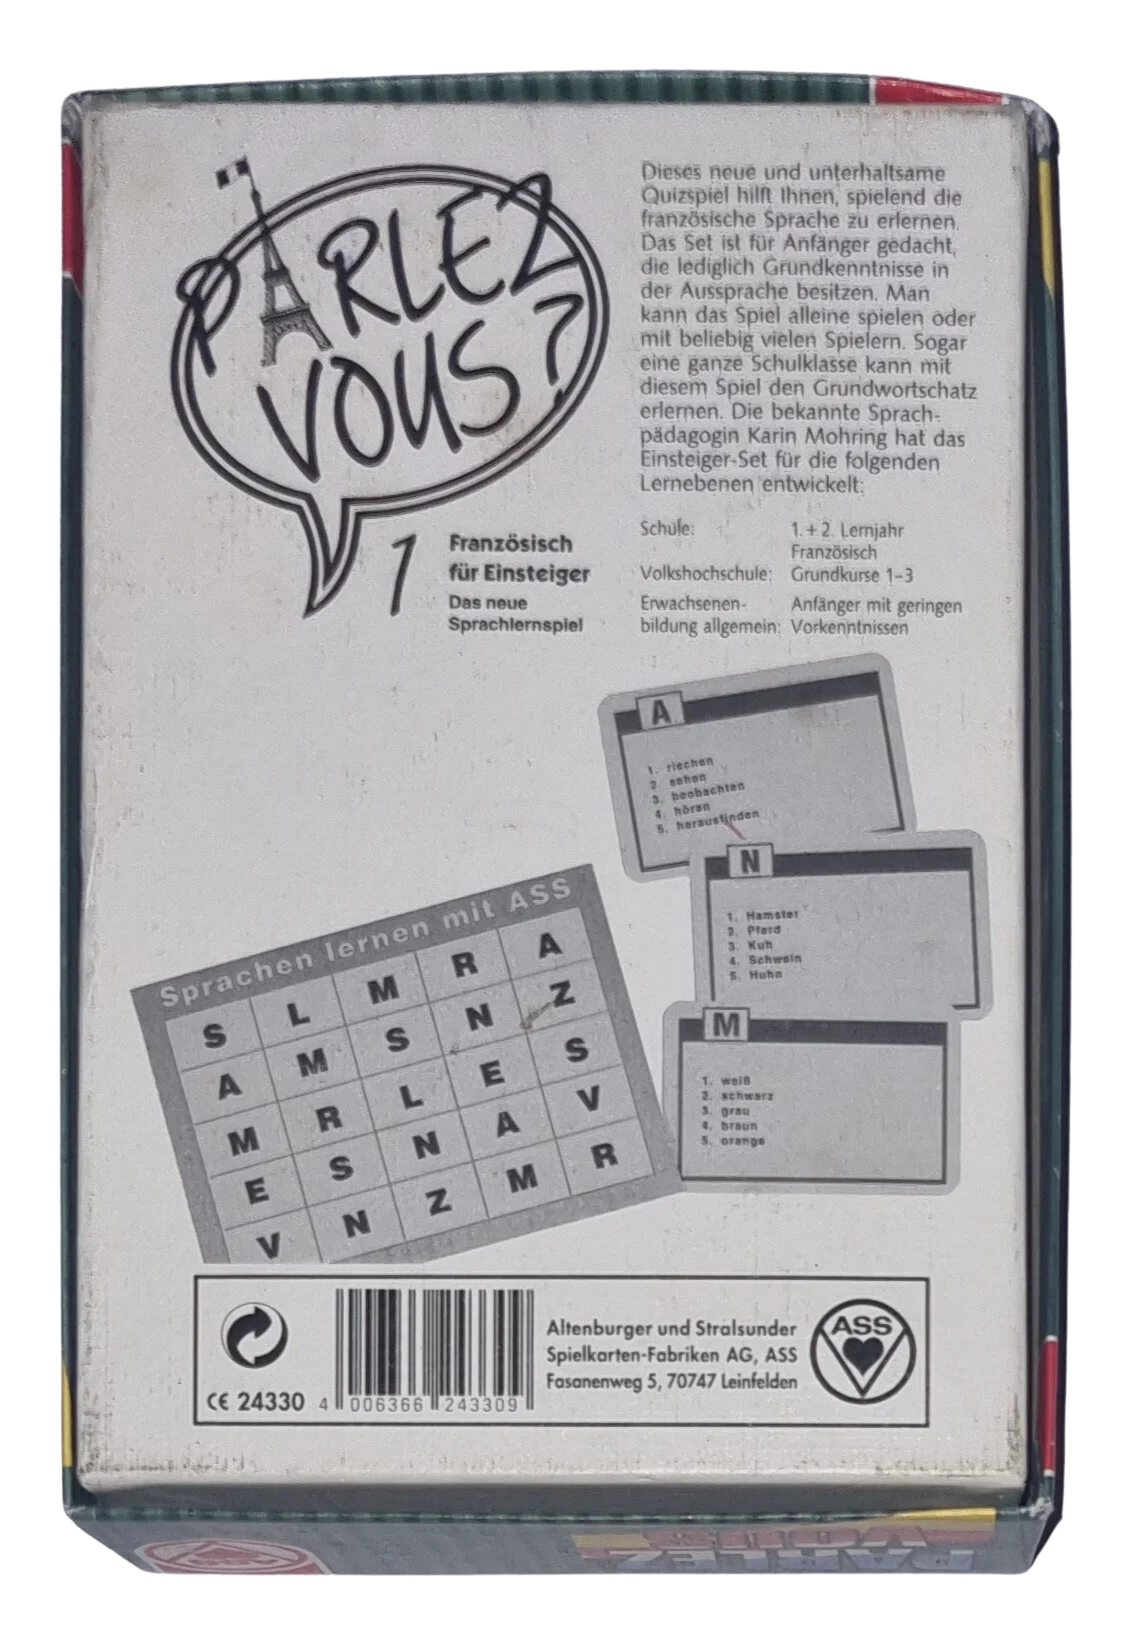 PARLEZ
VOUS?
1
Französisch
für Einsteiger
Das neue
Sprachlernspiel
Dieses neue und unterhaltsame
Quizspiel hilft Ihnen, spielend die
französische Sprache zu erlernen.
Das Set ist für Anfänger gedacht,
die lediglich Grundkenntnisse in
der Aussprache besitzen. Man
kann das Spiel alleine spielen oder
mit beliebig vielen Spielern. Sogar
eine ganze Schulklasse kann mit
diesem Spiel den Grundwortschatz
erlernen. Die bekannte Sprach-
pädagogin Karin Mohring hat das
Einsteiger-Set für die folgenden
Lernebenen entwickelt:
Schule: 1. + 2. Lernjahr
Französisch
Volkshochschule: Grundkurse 1–3
Erwachsenen- Anfänger mit geringen
bildung allgemein: Vorkenntnissen
A
1. riechen
2. sehen
3. beobachten
4. hören
5. herausfinden
N
1. Hamster
2. Pferd
3. Kuh
4. Schwein
5. Huhn
M
1. weiß
2. schwarz
3. grau
4. braun
5. orange
Sprachen lernen mit ASS
S L M R A
A M S N Z
M R L E S
E S N A V
V N Z M R
CE 24330
4 006366 243309
Altenburger und Stralsunder
Spielkarten-Fabriken AG, ASS
Fasanenweg 5, 70747 Leinfelden
ASS
PARLEZ
VOUS